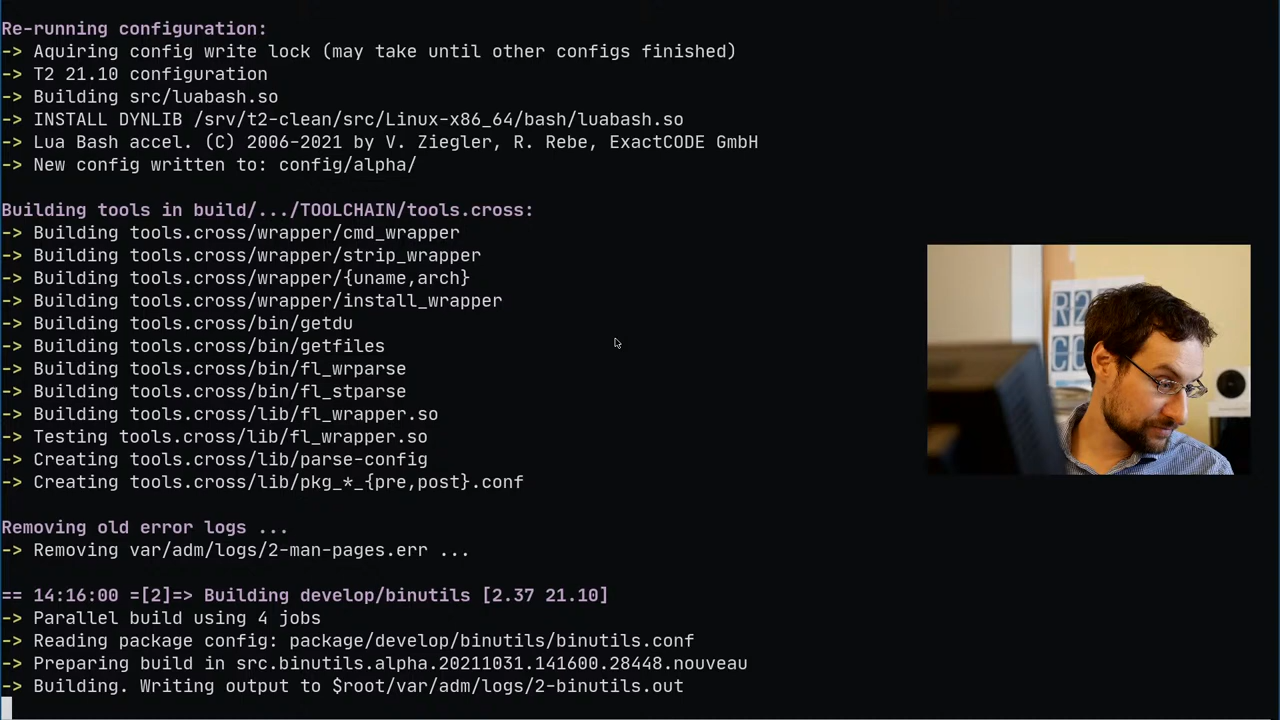 Re-running configuration:
-> Aquiring config write lock (may take until other configs finished)
-> T2 21.10 configuration
-> Building src/luabash.so
-> INSTALL DYNLIB /srv/t2-clean/src/Linux-x86_64/bash/luabash.so
-> Lua Bash accel. (C) 2006-2021 by V. Ziegler, R. Rebe, ExactCODE GmbH
-> New config written to: config/alpha/
Building tools in build/.../TOOLCHAIN/tools.cross:
-> Building tools.cross/wrapper/cmd_wrapper
-> Building tools.cross/wrapper/strip_wrapper
-> Building tools.cross/wrapper/{uname,arch}
-> Building tools.cross/wrapper/install_wrapper
-> Building tools.cross/bin/getdu
-> Building tools.cross/bin/getfiles
-> Building tools.cross/bin/fl_wrparse
-> Building tools.cross/bin/fl_stparse
-> Building tools.cross/lib/fl_wrapper.so
-> Testing tools.cross/lib/fl_wrapper.so
-> Creating tools.cross/lib/parse-config
-> Creating tools.cross/lib/pkg_*_{pre,post}.conf
Removing old error logs ...
-> Removing var/adm/logs/2-man-pages.err ...
== 14:16:00 =[2]=> Building develop/binutils [2.37 21.10]
-> Parallel build using 4 jobs
-> Reading package config: package/develop/binutils/binutils.conf
-> Preparing build in src.binutils.alpha.20211031.141600.28448.nouveau
-> Building. Writing output to $root/var/adm/logs/2-binutils.out